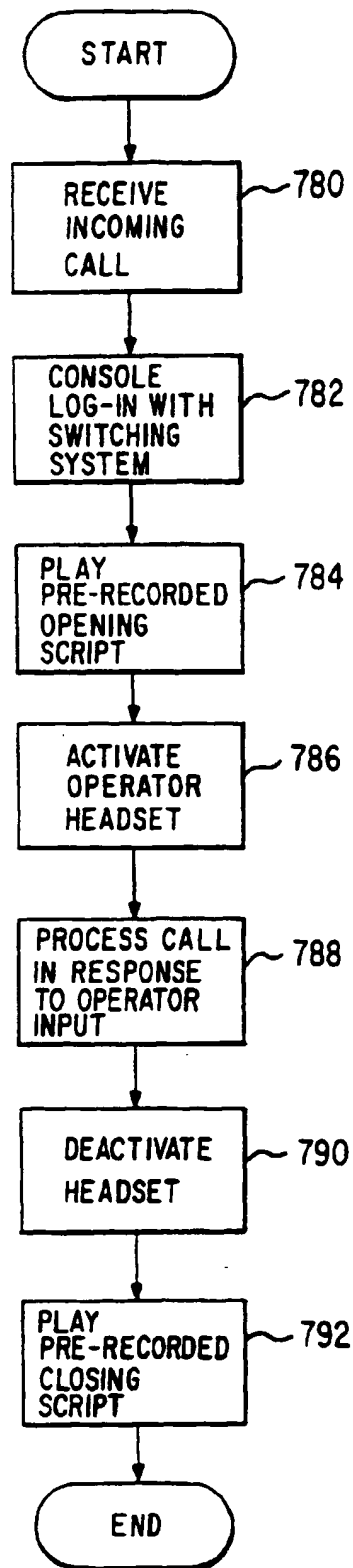 START
RECEIVE
INCOMING
CALL
780
CONSOLE
LOG-IN WITH
SWITCHING
SYSTEM
782
PLAY
PRE-RECORDED
OPENING
SCRIPT
784
ACTIVATE
OPERATOR
HEADSET
786
PROCESS CALL
IN RESPONSE
TO OPERATOR
INPUT
788
DEACTIVATE
HEADSET
790
PLAY
PRE-RECORDED
CLOSING
SCRIPT
792
END